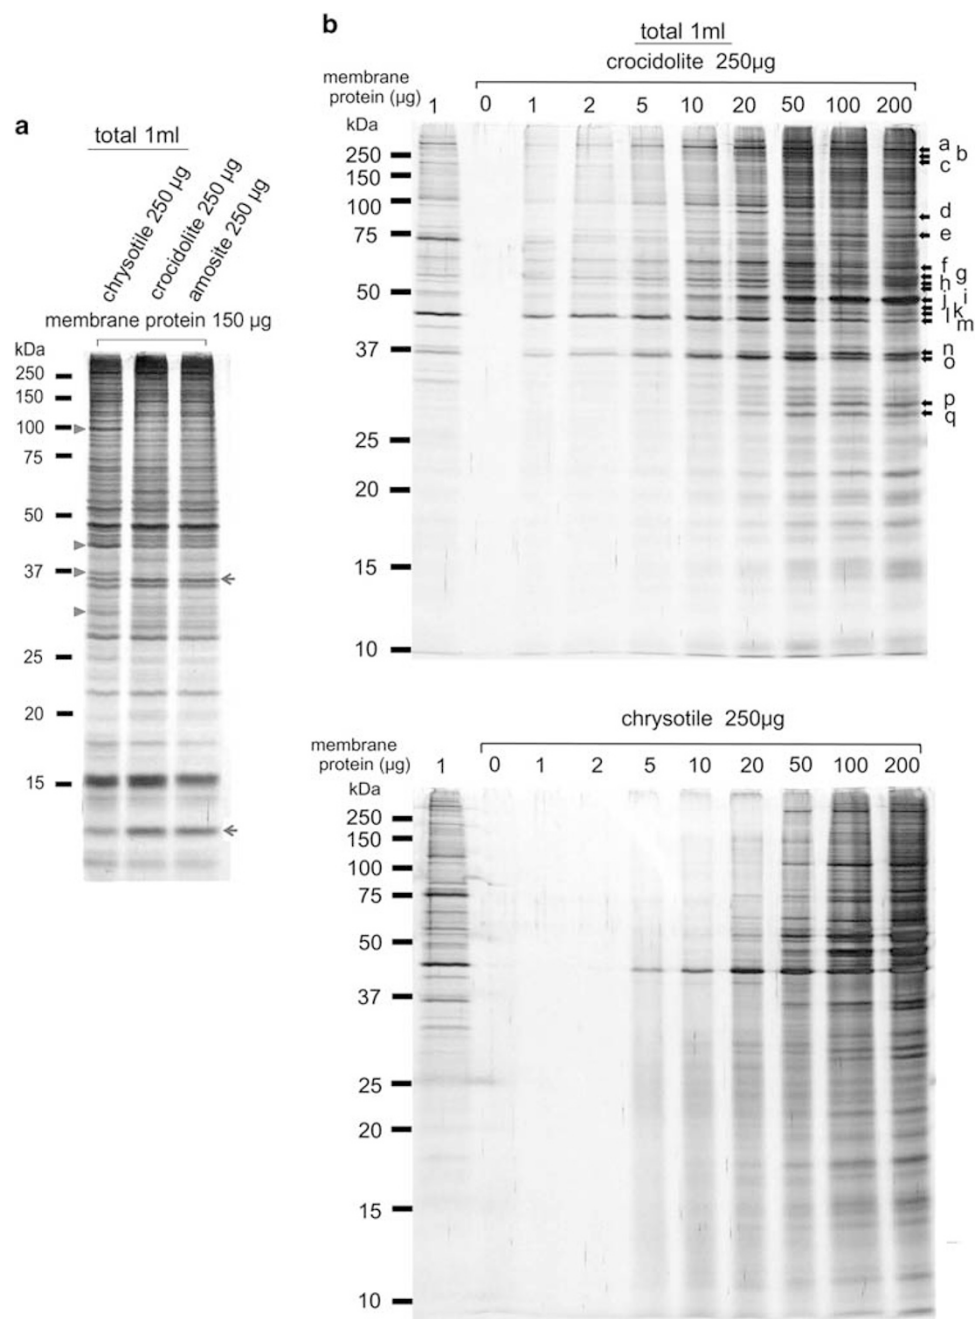 a
total 1ml
chrysotile 250 µg
crocidolite 250 µg
amosite 250 µg
membrane protein 150 µg
kDa
250
150
100
75
50
37
25
20
15
b
total 1ml
crocidolite 250µg
membrane
protein (µg) 1 0 1 2 5 10 20 50 100 200
kDa
250
150
100
75
50
37
25
20
15
10
a
b
c
d
e
f
g
h
i
j
k
l
m
n
o
p
q
chrysotile 250µg
membrane
protein (µg) 1 0 1 2 5 10 20 50 100 200
kDa
250
150
100
75
50
37
25
20
15
10